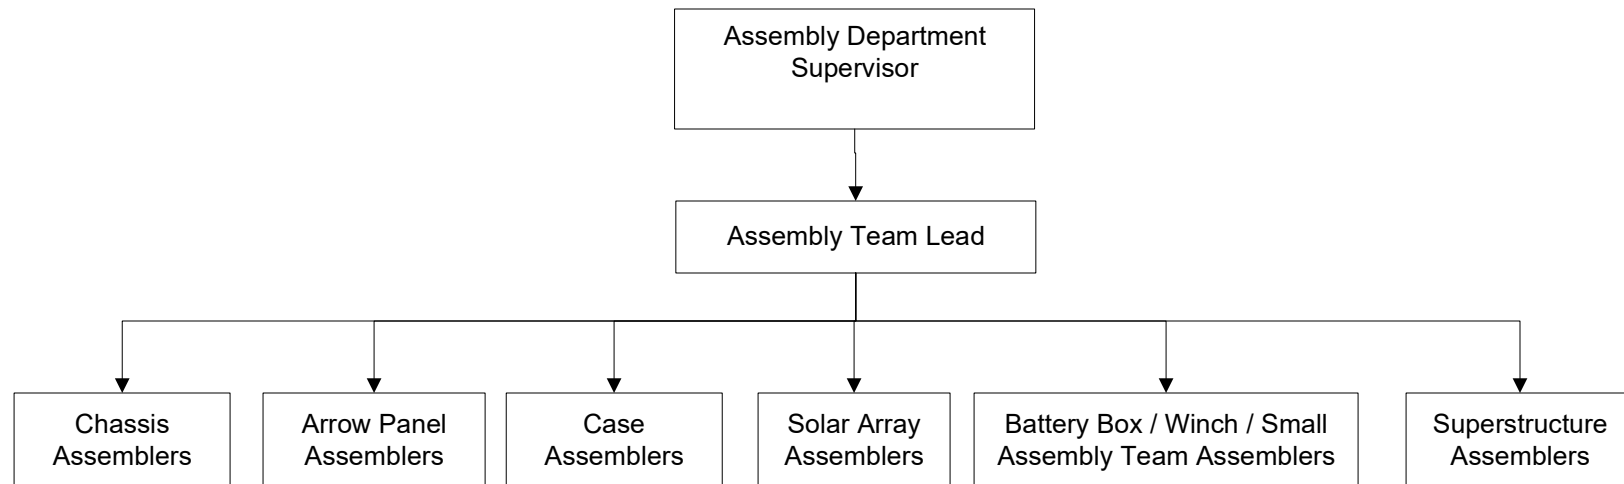 Assembly Department
Supervisor
Assembly Team Lead
Chassis
Assemblers
Arrow Panel
Assemblers
Case
Assemblers
Solar Array
Assemblers
Battery Box / Winch / Small
Assembly Team Assemblers
Superstructure
Assemblers